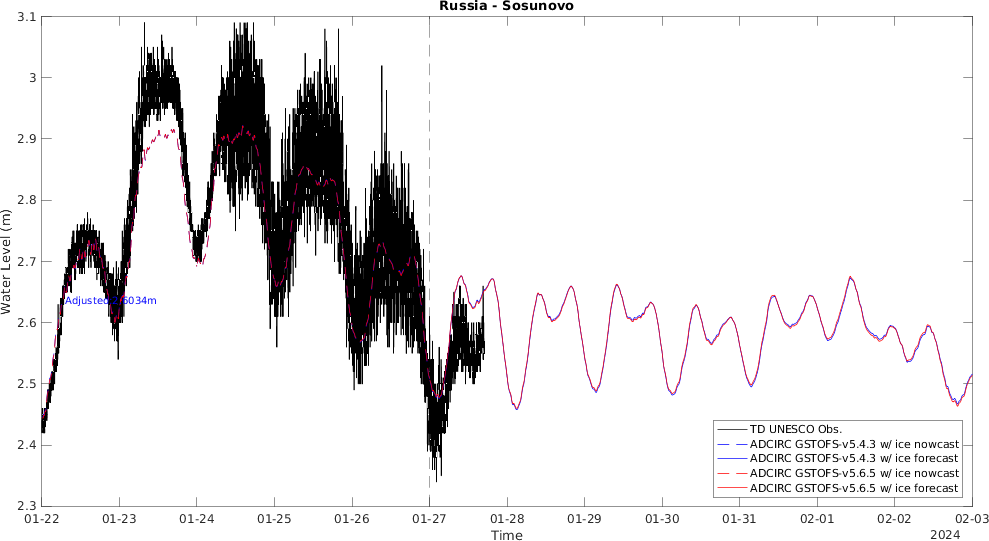 Russia - Sosunovo
3.1
3
2.9
2.8
2.7
2.6
2.5
2.4
2.3
Water Level (m)
Adjusted 2.6034m
TD UNESCO Obs.
ADCIRC GSTOFS-v5.4.3 w/ ice nowcast
ADCIRC GSTOFS-v5.4.3 w/ ice forecast
ADCIRC GSTOFS-v5.6.5 w/ ice nowcast
ADCIRC GSTOFS-v5.6.5 w/ ice forecast
01-22 01-23 01-24 01-25 01-26 01-27 01-28 01-29 01-30 01-31 02-01 02-02 02-03
Time
2024